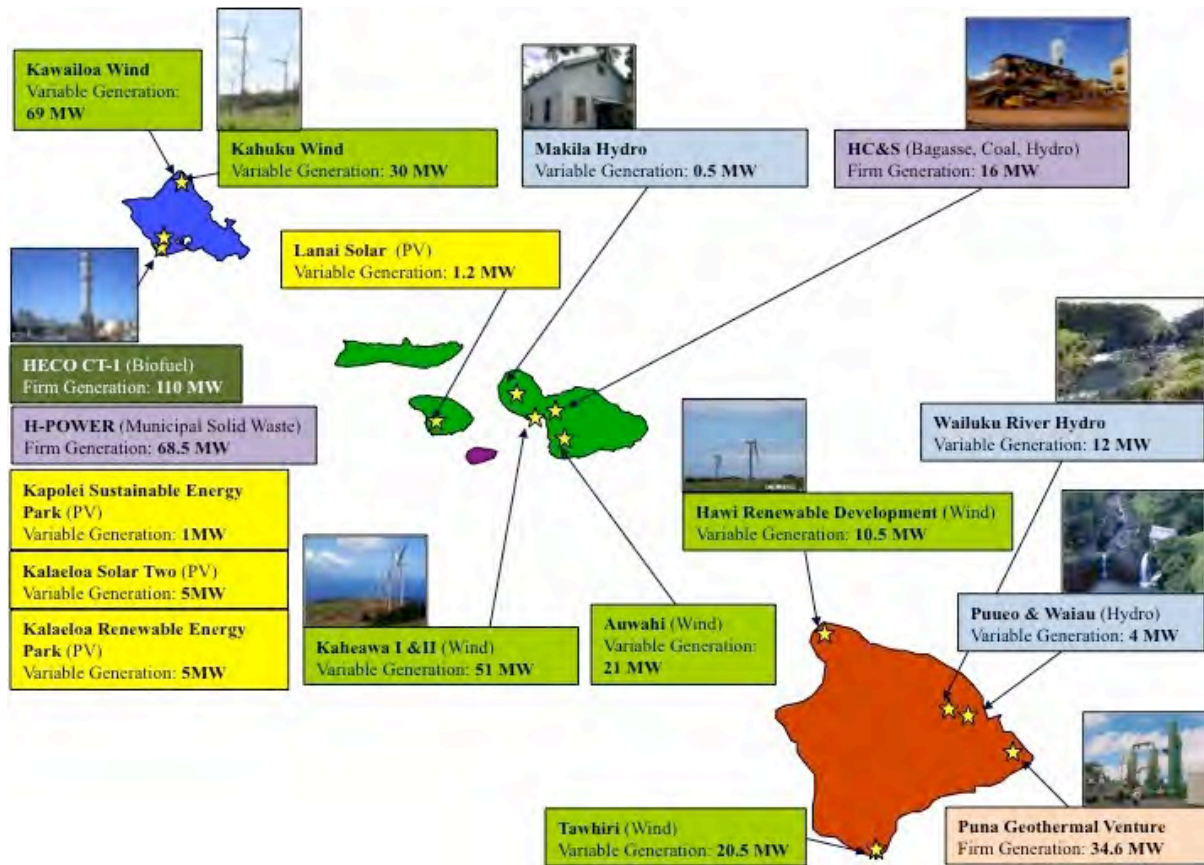 Kawailoa Wind
Variable Generation:
69 MW
Kahuku Wind
Variable Generation: 30 MW
Makila Hydro
Variable Generation: 0.5 MW
HC&S (Bagasse, Coal, Hydro)
Firm Generation: 16 MW
Lanai Solar (PV)
Variable Generation: 1.2 MW
HECO CT-1 (Biofuel)
Firm Generation: 110 MW
H-POWER (Municipal Solid Waste)
Firm Generation: 68.5 MW
Kapolei Sustainable Energy
Park (PV)
Variable Generation: 1MW
Kalaeloa Solar Two (PV)
Variable Generation: 5MW
Kalaeloa Renewable Energy
Park (PV)
Variable Generation: 5MW
Kaheawa I &II (Wind)
Variable Generation: 51 MW
Auwahi (Wind)
Variable Generation:
21 MW
Hawi Renewable Development (Wind)
Variable Generation: 10.5 MW
Wailuku River Hydro
Variable Generation: 12 MW
Puueo & Waiau (Hydro)
Variable Generation: 4 MW
Tawhiri (Wind)
Variable Generation: 20.5 MW
Puna Geothermal Venture
Firm Generation: 34.6 MW